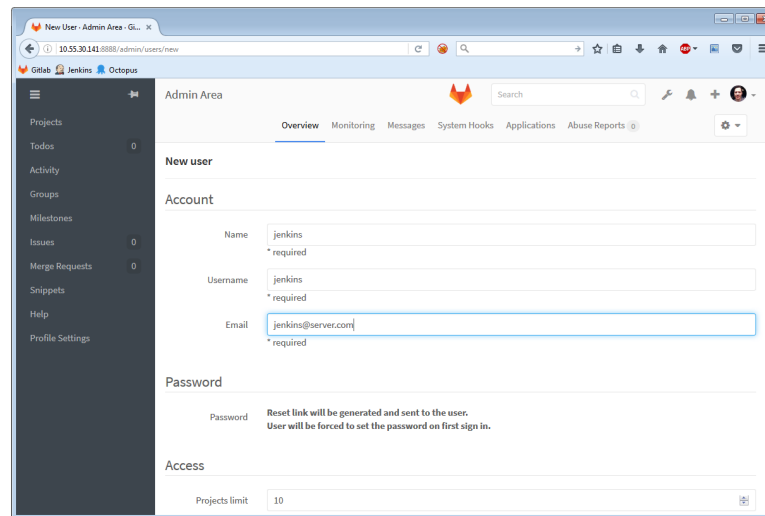 New User · Admin Area · Gi...
10.55.30.141:8888/admin/users/new
ABP
Gitlab Jenkins Octopus
Admin Area
Search
Projects
Todos 0
Activity
Groups
Milestones
Issues 0
Merge Requests 0
Snippets
Help
Profile Settings
Overview Monitoring Messages System Hooks Applications Abuse Reports 0
New user
Account
Name jenkins
* required
Username jenkins
* required
Email jenkins@server.com
* required
Password
Password Reset link will be generated and sent to the user.
User will be forced to set the password on first sign in.
Access
Projects limit 10